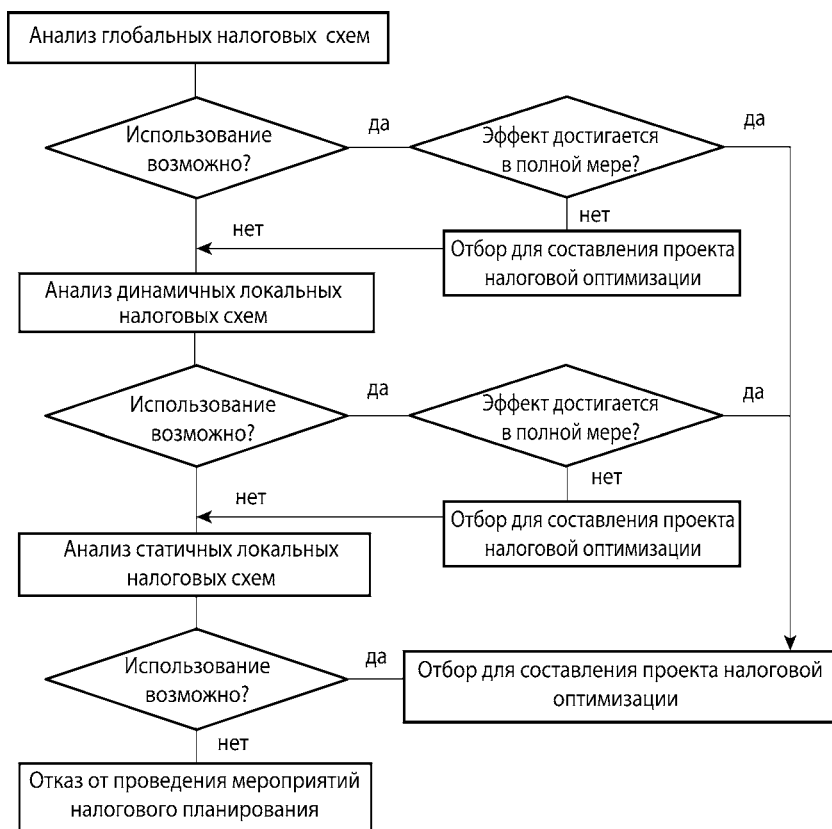 Анализ глобальных налоговых схем
Использование
возможно?
да
Эффект достигается
в полной мере?
да
нет
нет
Отбор для составления проекта
налоговой оптимизации
Анализ динамичных локальных
налоговых схем
Использование
возможно?
да
Эффект достигается
в полной мере?
да
нет
нет
Отбор для составления проекта
налоговой оптимизации
Анализ статичных локальных
налоговых схем
Использование
возможно?
да
Отбор для составления проекта налоговой
оптимизации
нет
Отказ от проведения мероприятий
налогового планирования